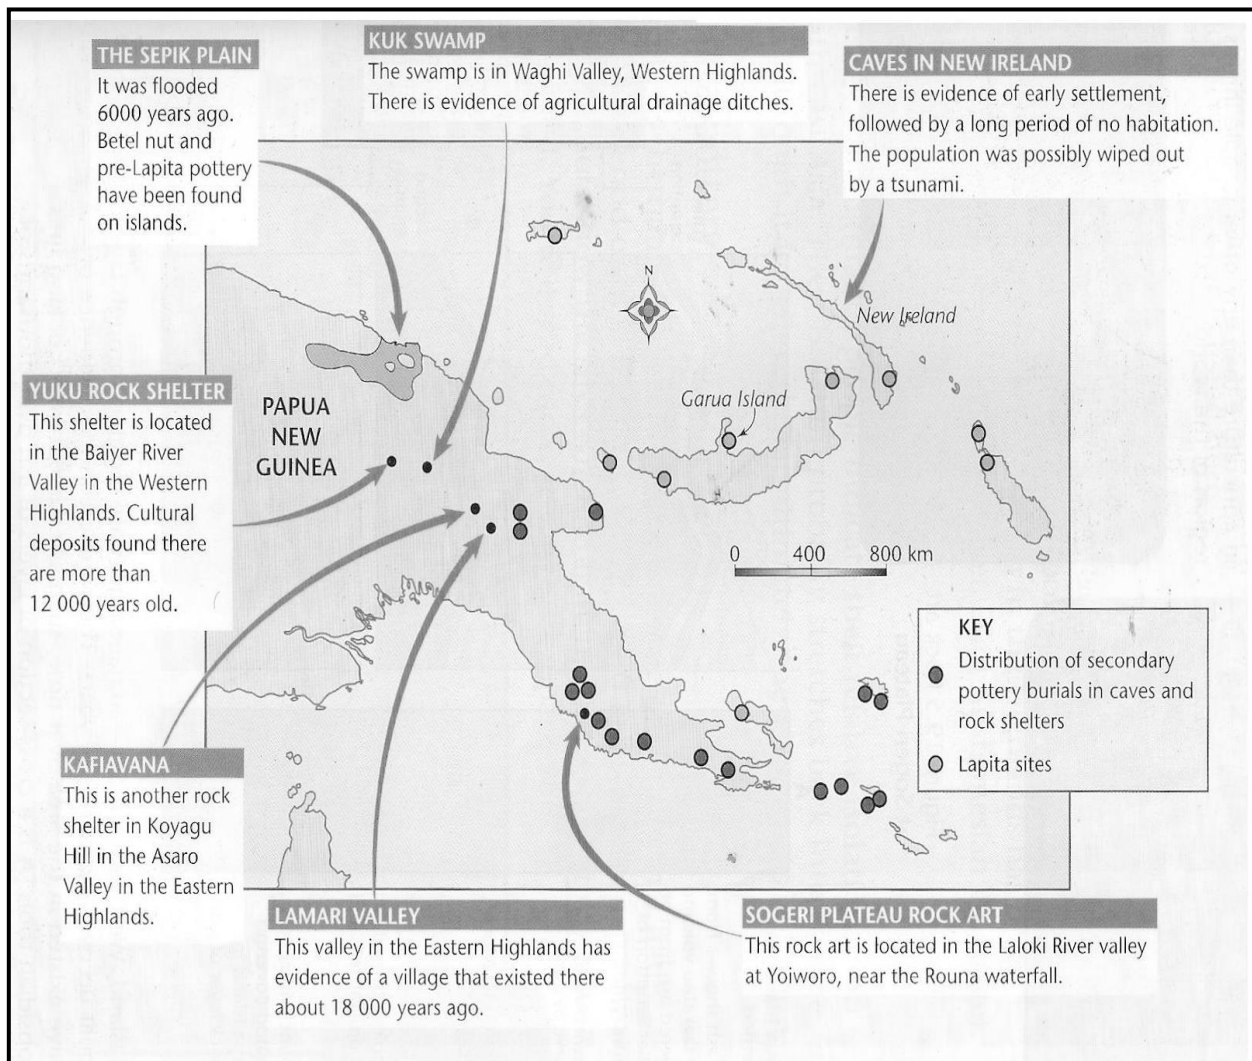 THE SEPIK PLAIN
It was flooded
6000 years ago.
Betel nut and
pre-Lapita pottery
have been found
on islands.
KUK SWAMP
The swamp is in Waghi Valley, Western Highlands.
There is evidence of agricultural drainage ditches.
CAVES IN NEW IRELAND
There is evidence of early settlement,
followed by a long period of no habitation.
The population was possibly wiped out
by a tsunami.
N
New Ireland
Garua Island
YUKU ROCK SHELTER
This shelter is located
in the Baiyer River
Valley in the Western
Highlands. Cultural
deposits found there
are more than
12 000 years old.
PAPUA
NEW
GUINEA
0 400 800 km
KEY
Distribution of secondary
pottery burials in caves and
rock shelters
Lapita sites
KAFIAVANA
This is another rock
shelter in Koyagu
Hill in the Asaro
Valley in the Eastern
Highlands.
LAMARI VALLEY
This valley in the Eastern Highlands has
evidence of a village that existed there
about 18 000 years ago.
SOGERI PLATEAU ROCK ART
This rock art is located in the Laloki River valley
at Yoiworo, near the Rouna waterfall.